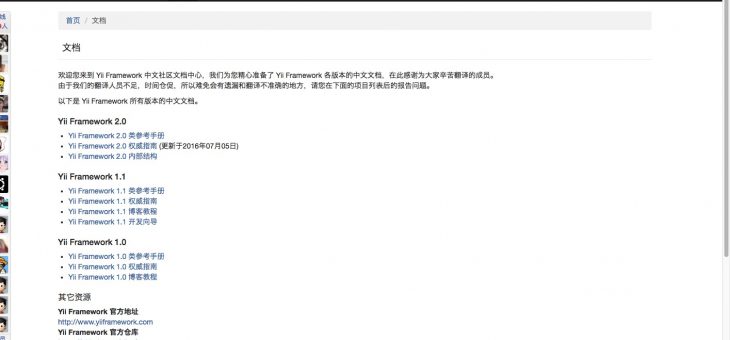 首页 / 文档
文档
欢迎您来到 Yii Framework 中文社区文档中心，我们为您精心准备了 Yii Framework 各版本的中文文档，在此感谢为大家辛苦翻译的成员。
由于我们的翻译人员不足，时间仓促，所以难免会有遗漏和翻译不准确的地方，请您在下面的项目列表后的报告问题。
以下是 Yii Framework 所有版本的中文文档。
Yii Framework 2.0
Yii Framework 2.0 类参考手册
Yii Framework 2.0 权威指南 (更新于2016年07月05日)
Yii Framework 2.0 内部结构
Yii Framework 1.1
Yii Framework 1.1 类参考手册
Yii Framework 1.1 权威指南
Yii Framework 1.1 博客教程
Yii Framework 1.1 开发向导
Yii Framework 1.0
Yii Framework 1.0 类参考手册
Yii Framework 1.0 权威指南
Yii Framework 1.0 博客教程
其它资源
Yii Framework 官方地址
http://www.yiiframework.com
Yii Framework 官方仓库